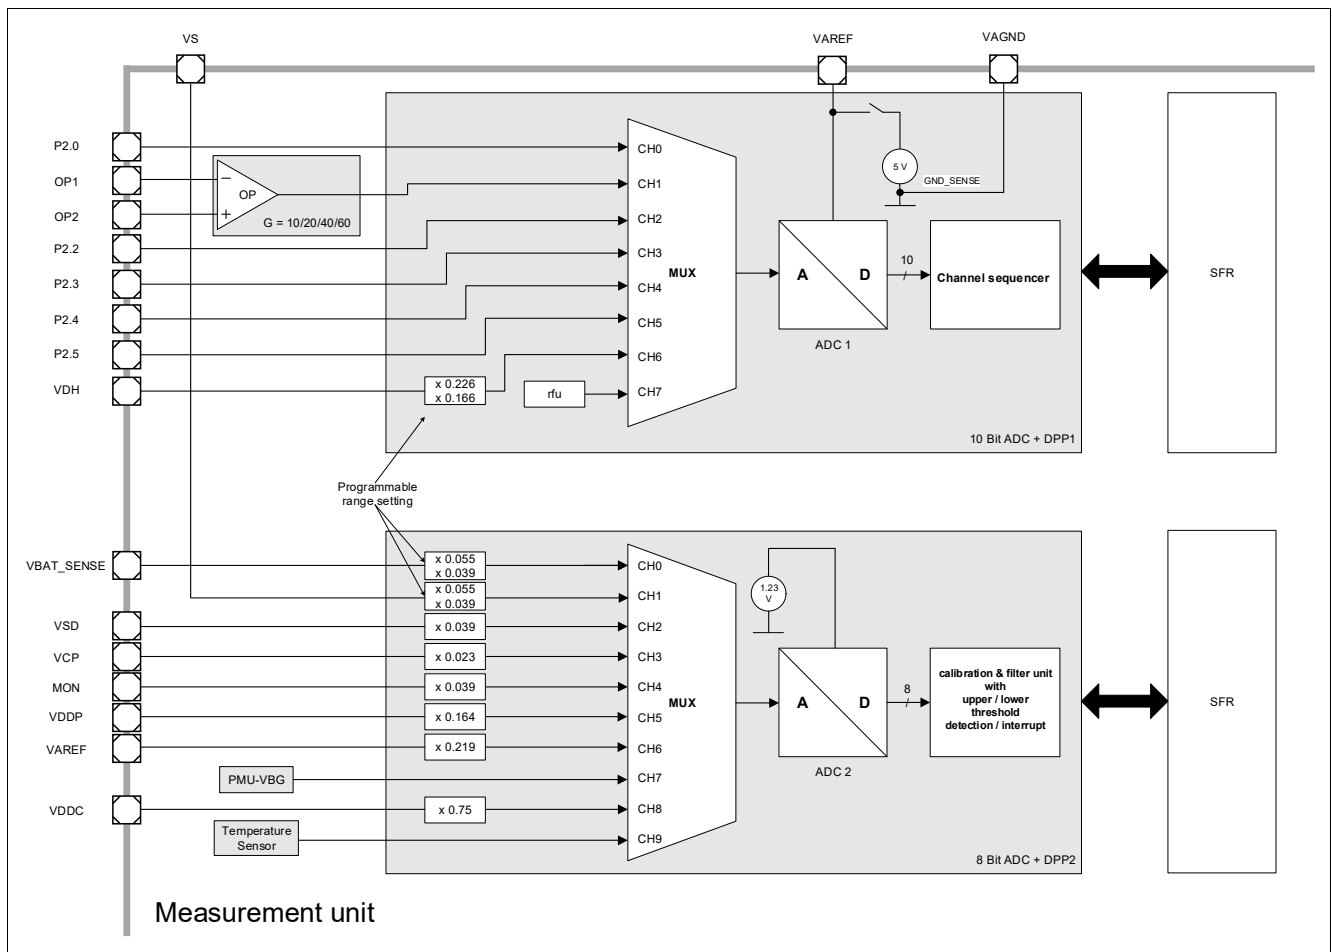 VS
VAREF
VAGND
P2.0
OP1
OP2
P2.2
P2.3
P2.4
P2.5
VDH
−
OP
+
G = 10/20/40/60
x 0.226
x 0.166
rfu
CH0
CH1
CH2
CH3
CH4
CH5
CH6
CH7
MUX
5 V
GND_SENSE
A
D
ADC 1
10
Channel sequencer
10 Bit ADC + DPP1
SFR
Programmable
range setting
VBAT_SENSE
VSD
VCP
MON
VDDP
VAREF
VDDC
PMU-VBG
Temperature
Sensor
x 0.055
x 0.039
x 0.055
x 0.039
x 0.039
x 0.023
x 0.039
x 0.164
x 0.219
x 0.75
CH0
CH1
CH2
CH3
CH4
CH5
CH6
CH7
CH8
CH9
MUX
1.23
V
A
D
ADC 2
8
calibration & filter unit
with
upper / lower
threshold
detection / interrupt
8 Bit ADC + DPP2
SFR
Measurement unit